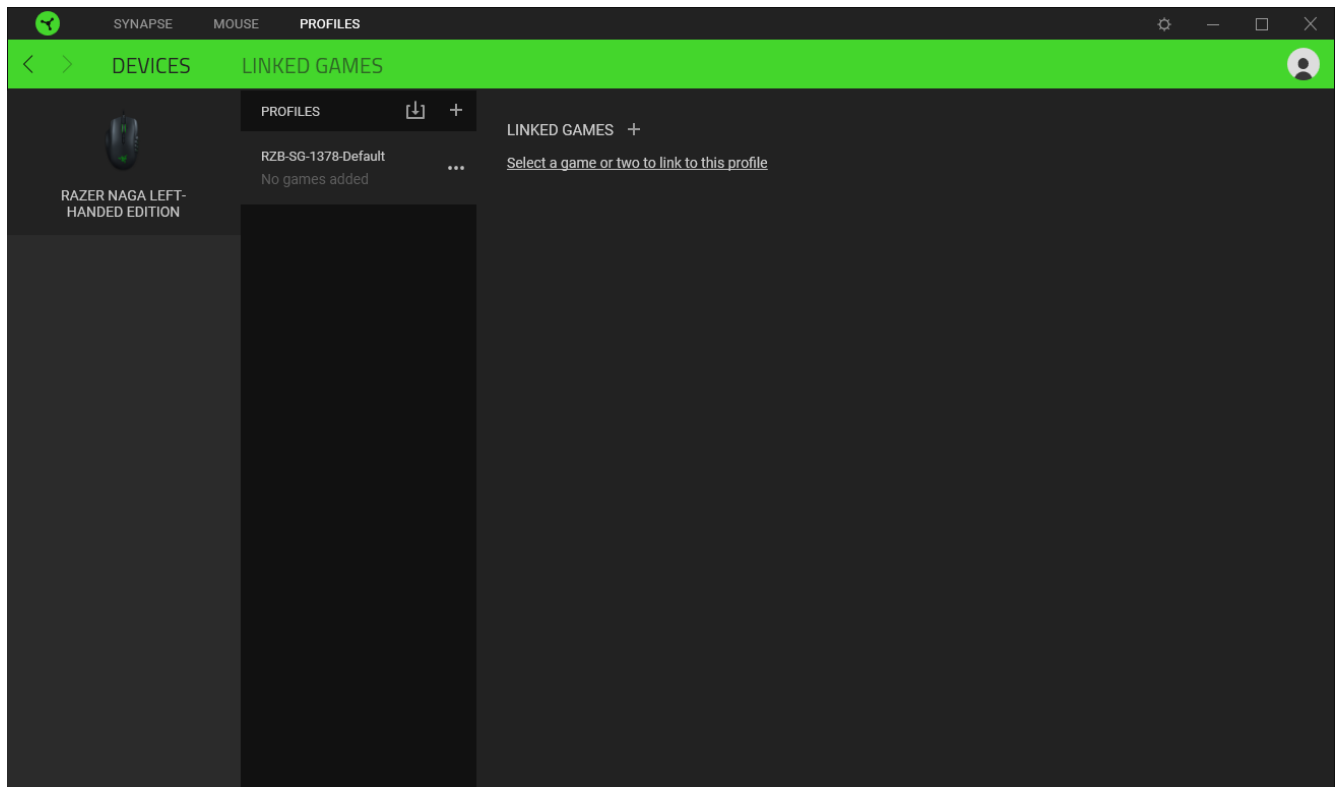 SYNAPSE MOUSE PROFILES
DEVICES LINKED GAMES
RAZER NAGA LEFT-
HANDED EDITION
PROFILES
RZB-SG-1378-Default
No games added
LINKED GAMES
Select a game or two to link to this profile